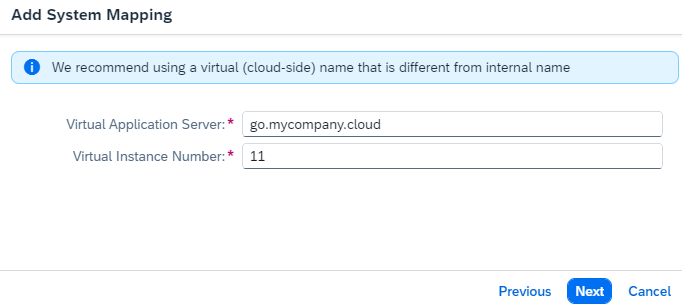 Add System Mapping
We recommend using a virtual (cloud-side) name that is different from internal name
Virtual Application Server:* go.mycompany.cloud
Virtual Instance Number:* 11
Previous Next Cancel